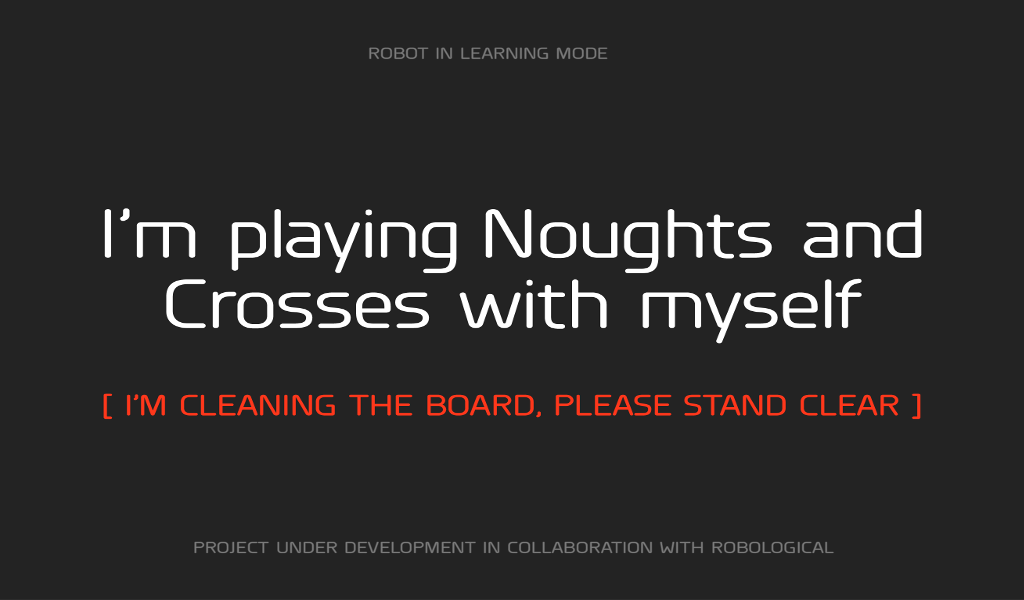 ROBOT IN LEARNING MODE
I'm playing Noughts and
Crosses with myself
[ I'M CLEANING THE BOARD, PLEASE STAND CLEAR ]
PROJECT UNDER DEVELOPMENT IN COLLABORATION WITH ROBOLOGICAL